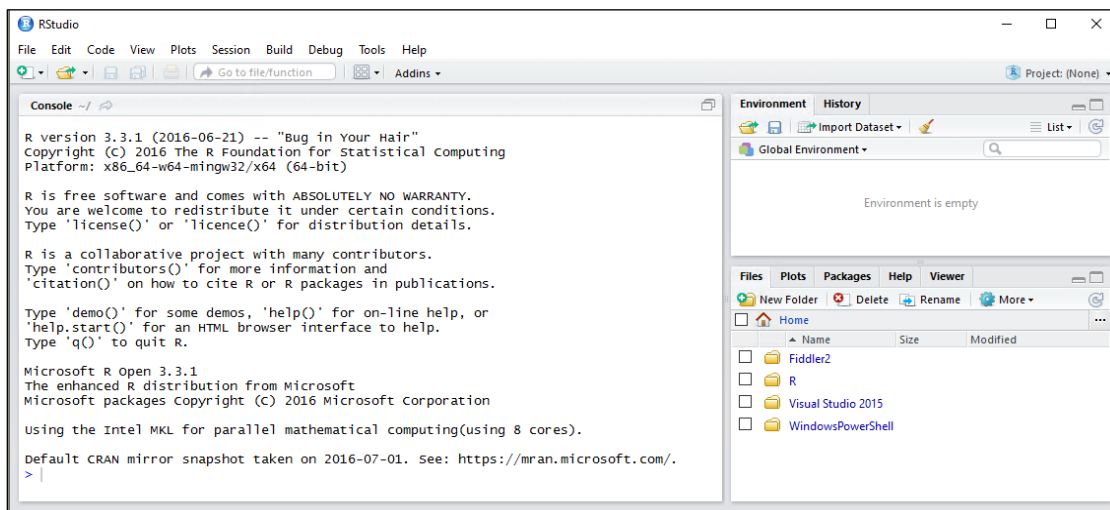 RStudio
File Edit Code View Plots Session Build Debug Tools Help
Go to file/function Addins Project: (None)
Console ~/
R version 3.3.1 (2016-06-21) -- "Bug in Your Hair"
Copyright (C) 2016 The R Foundation for Statistical Computing
Platform: x86_64-w64-mingw32/x64 (64-bit)
R is free software and comes with ABSOLUTELY NO WARRANTY.
You are welcome to redistribute it under certain conditions.
Type 'license()' or 'licence()' for distribution details.
R is a collaborative project with many contributors.
Type 'contributors()' for more information and
'citation()' on how to cite R or R packages in publications.
Type 'demo()' for some demos, 'help()' for on-line help, or
'help.start()' for an HTML browser interface to help.
Type 'q()' to quit R.
Microsoft R Open 3.3.1
The enhanced R distribution from Microsoft
Microsoft packages Copyright (C) 2016 Microsoft Corporation
Using the Intel MKL for parallel mathematical computing(using 8 cores).
Default CRAN mirror snapshot taken on 2016-07-01. See: https://mran.microsoft.com/.
>
Environment History
Import Dataset List
Global Environment
Environment is empty
Files Plots Packages Help Viewer
New Folder Delete Rename More
Home ...
Name Size Modified
Fiddler2
R
Visual Studio 2015
WindowsPowerShell